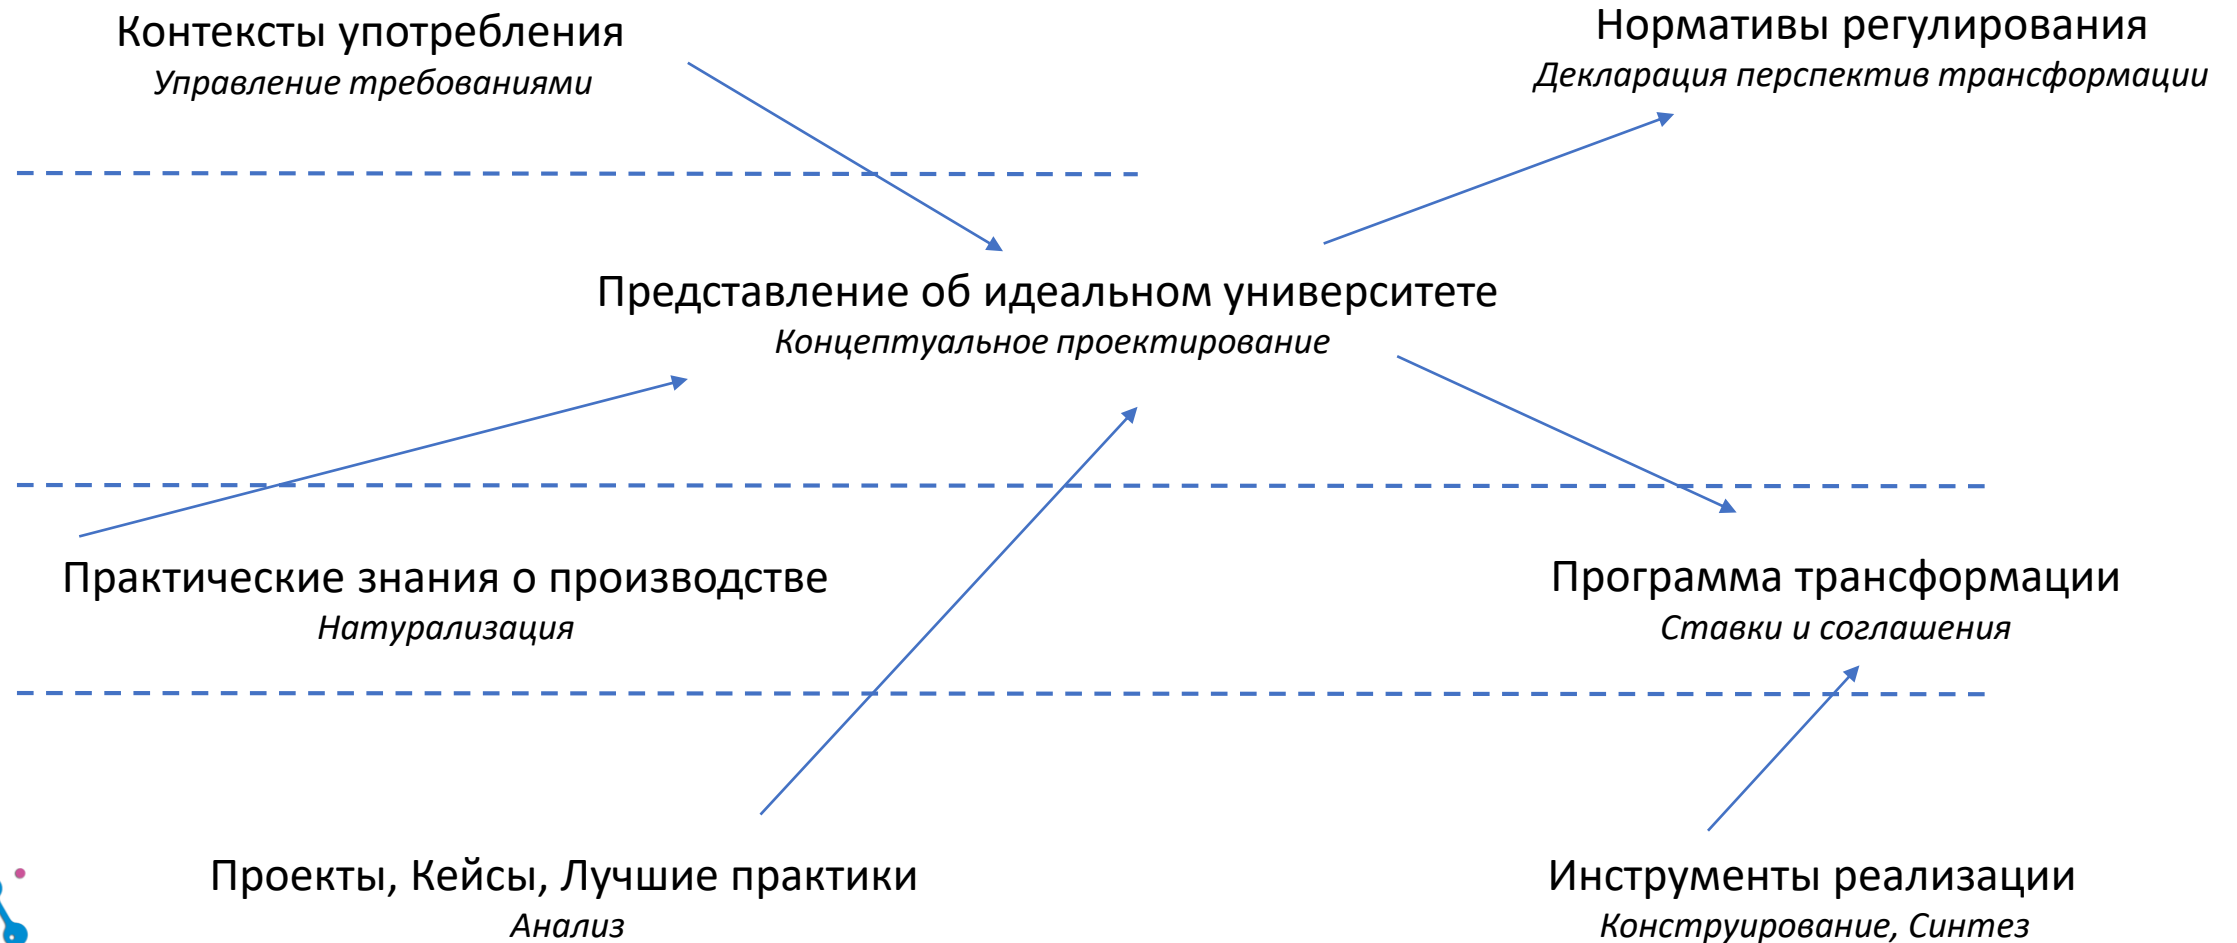 Контексты употребления
Управление требованиями
Нормативы регулирования
Декларация перспектив трансформации
Представление об идеальном университете
Концептуальное проектирование
Практические знания о производстве
Натурализация
Программа трансформации
Ставки и соглашения
Проекты, Кейсы, Лучшие практики
Анализ
Инструменты реализации
Конструирование, Синтез